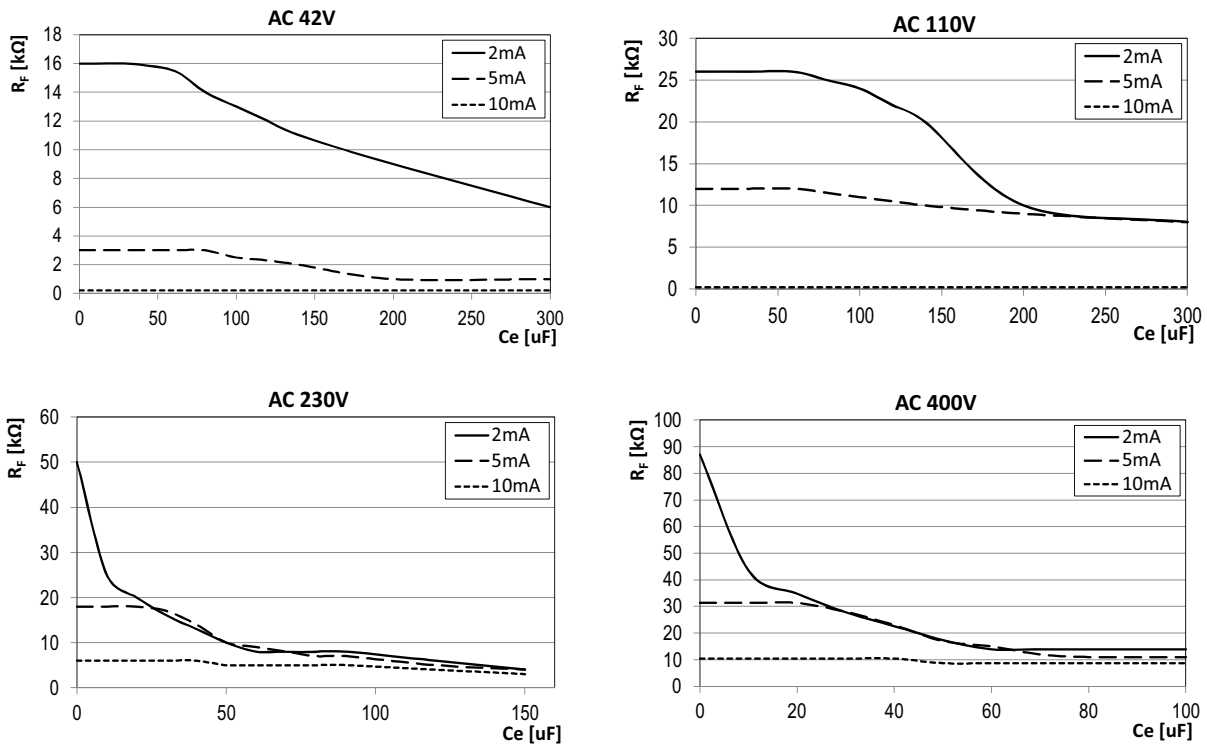 AC 42V
R_F [kΩ]
18
16
14
12
10
8
6
4
2
0
0 50 100 150 200 250 300
Ce [uF]
2mA
5mA
10mA
AC 110V
R_F [kΩ]
30
25
20
15
10
5
0
0 50 100 150 200 250 300
Ce [uF]
2mA
5mA
10mA
AC 230V
R_F [kΩ]
60
50
40
30
20
10
0
0 50 100 150
Ce [uF]
2mA
5mA
10mA
AC 400V
R_F [kΩ]
100
90
80
70
60
50
40
30
20
10
0
0 20 40 60 80 100
Ce [uF]
2mA
5mA
10mA